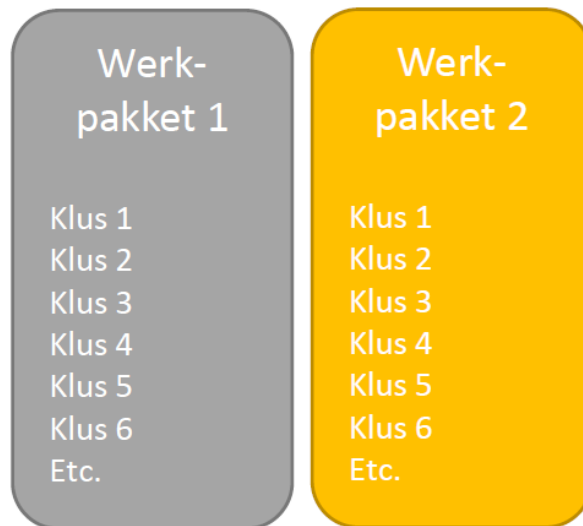 Werk-
pakket 1
Klus 1
Klus 2
Klus 3
Klus 4
Klus 5
Klus 6
Etc.
Werk-
pakket 2
Klus 1
Klus 2
Klus 3
Klus 4
Klus 5
Klus 6
Etc.